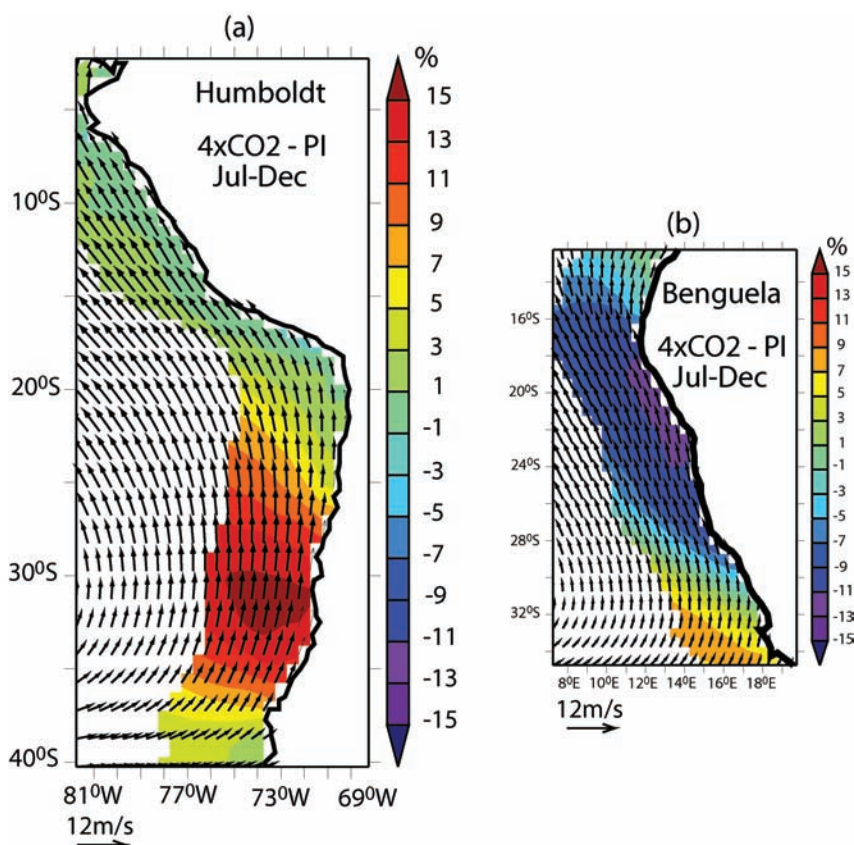 (a)
%
Humboldt
4xCO2 - PI
Jul-Dec
15
13
11
9
7
5
3
1
-1
-3
-5
-7
-9
-11
-13
-15
10⁰S
20⁰S
30⁰S
40⁰S
81⁰W 77⁰W 73⁰W 69⁰W
12m/s
(b)
%
Benguela
4xCO2 - PI
Jul-Dec
15
13
11
9
7
5
3
1
-1
-3
-5
-7
-9
-11
-13
-15
16⁰S
20⁰S
24⁰S
28⁰S
32⁰S
8⁰E 10⁰E 12⁰E 14⁰E 16⁰E 18⁰E
12m/s